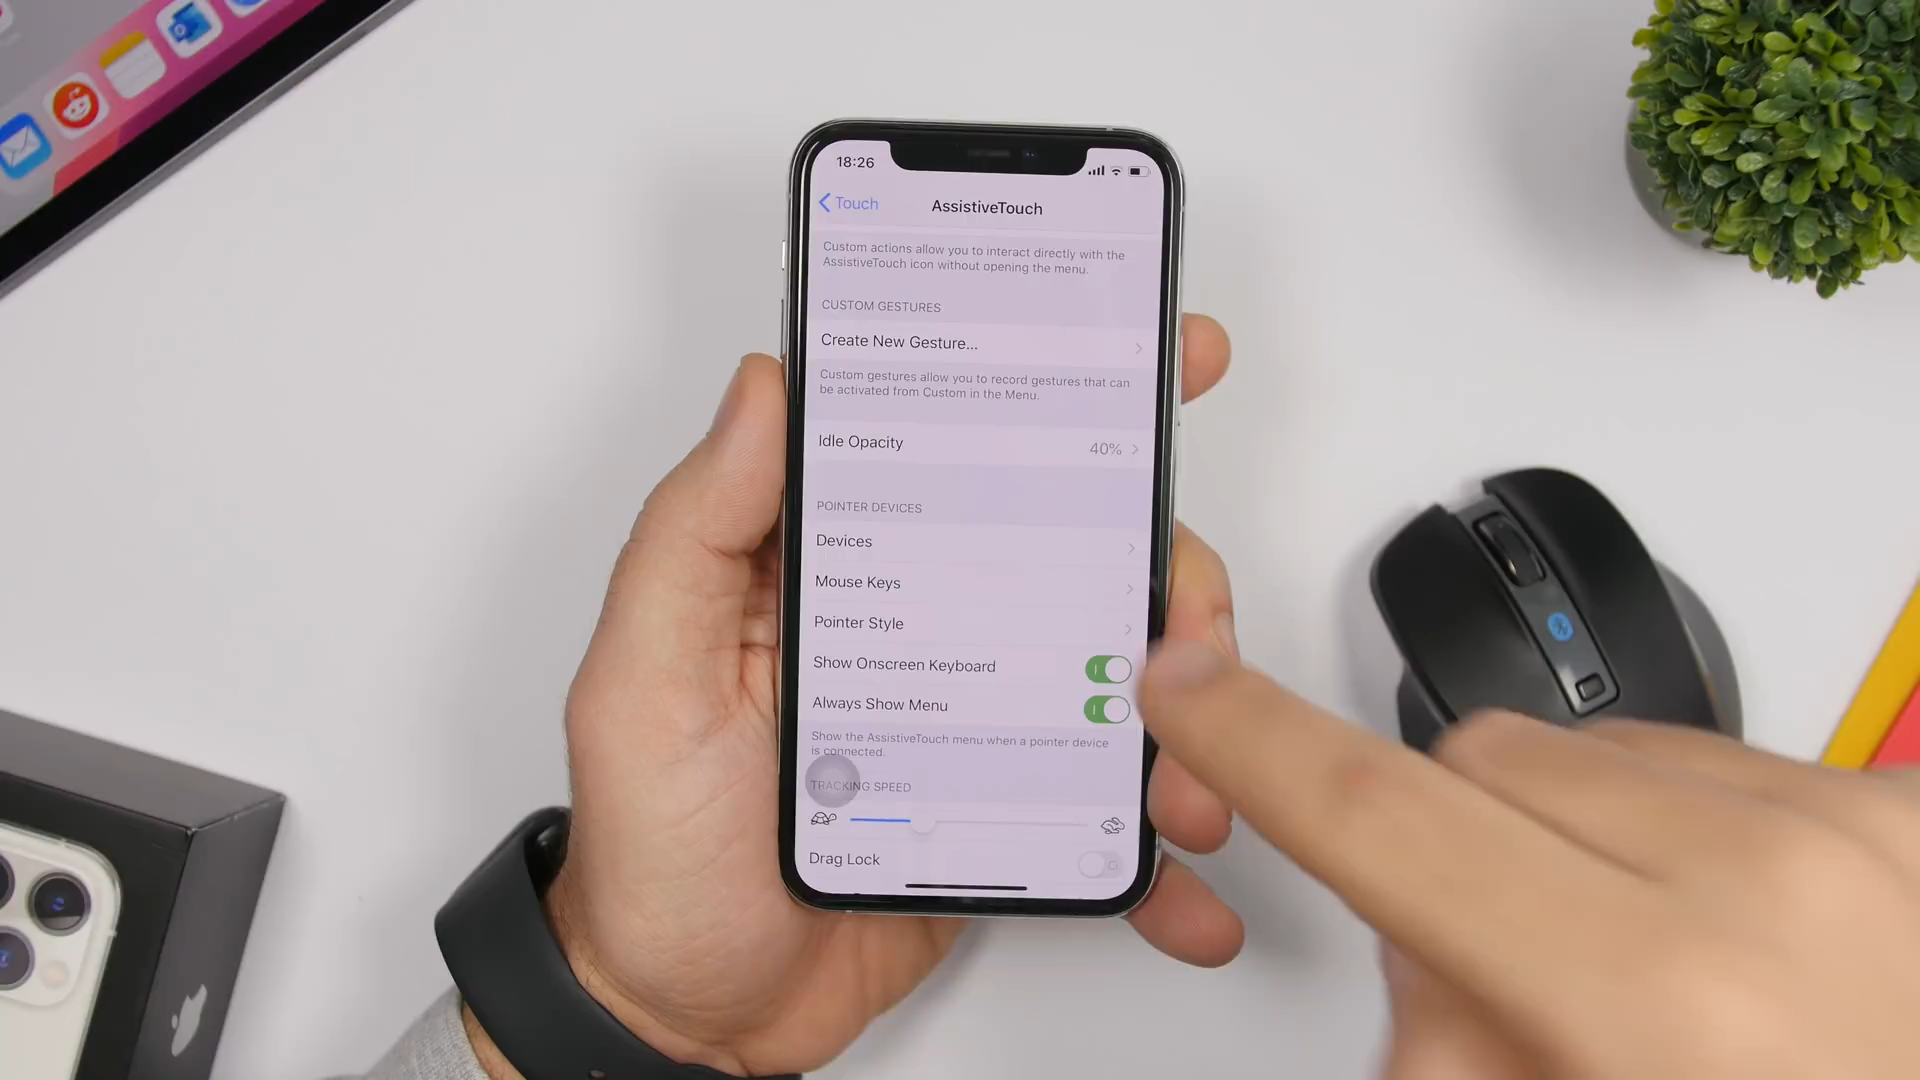 18:26
Touch
AssistiveTouch
Custom actions allow you to interact directly with the
AssistiveTouch icon without opening the menu.
CUSTOM GESTURES
Create New Gesture...
Custom gestures allow you to record gestures that can
be activated from Custom in the Menu.
Idle Opacity 40%
POINTER DEVICES
Devices
Mouse Keys
Pointer Style
Show Onscreen Keyboard
Always Show Menu
Show the AssistiveTouch menu when a pointer device
is connected.
TRACKING SPEED
Drag Lock